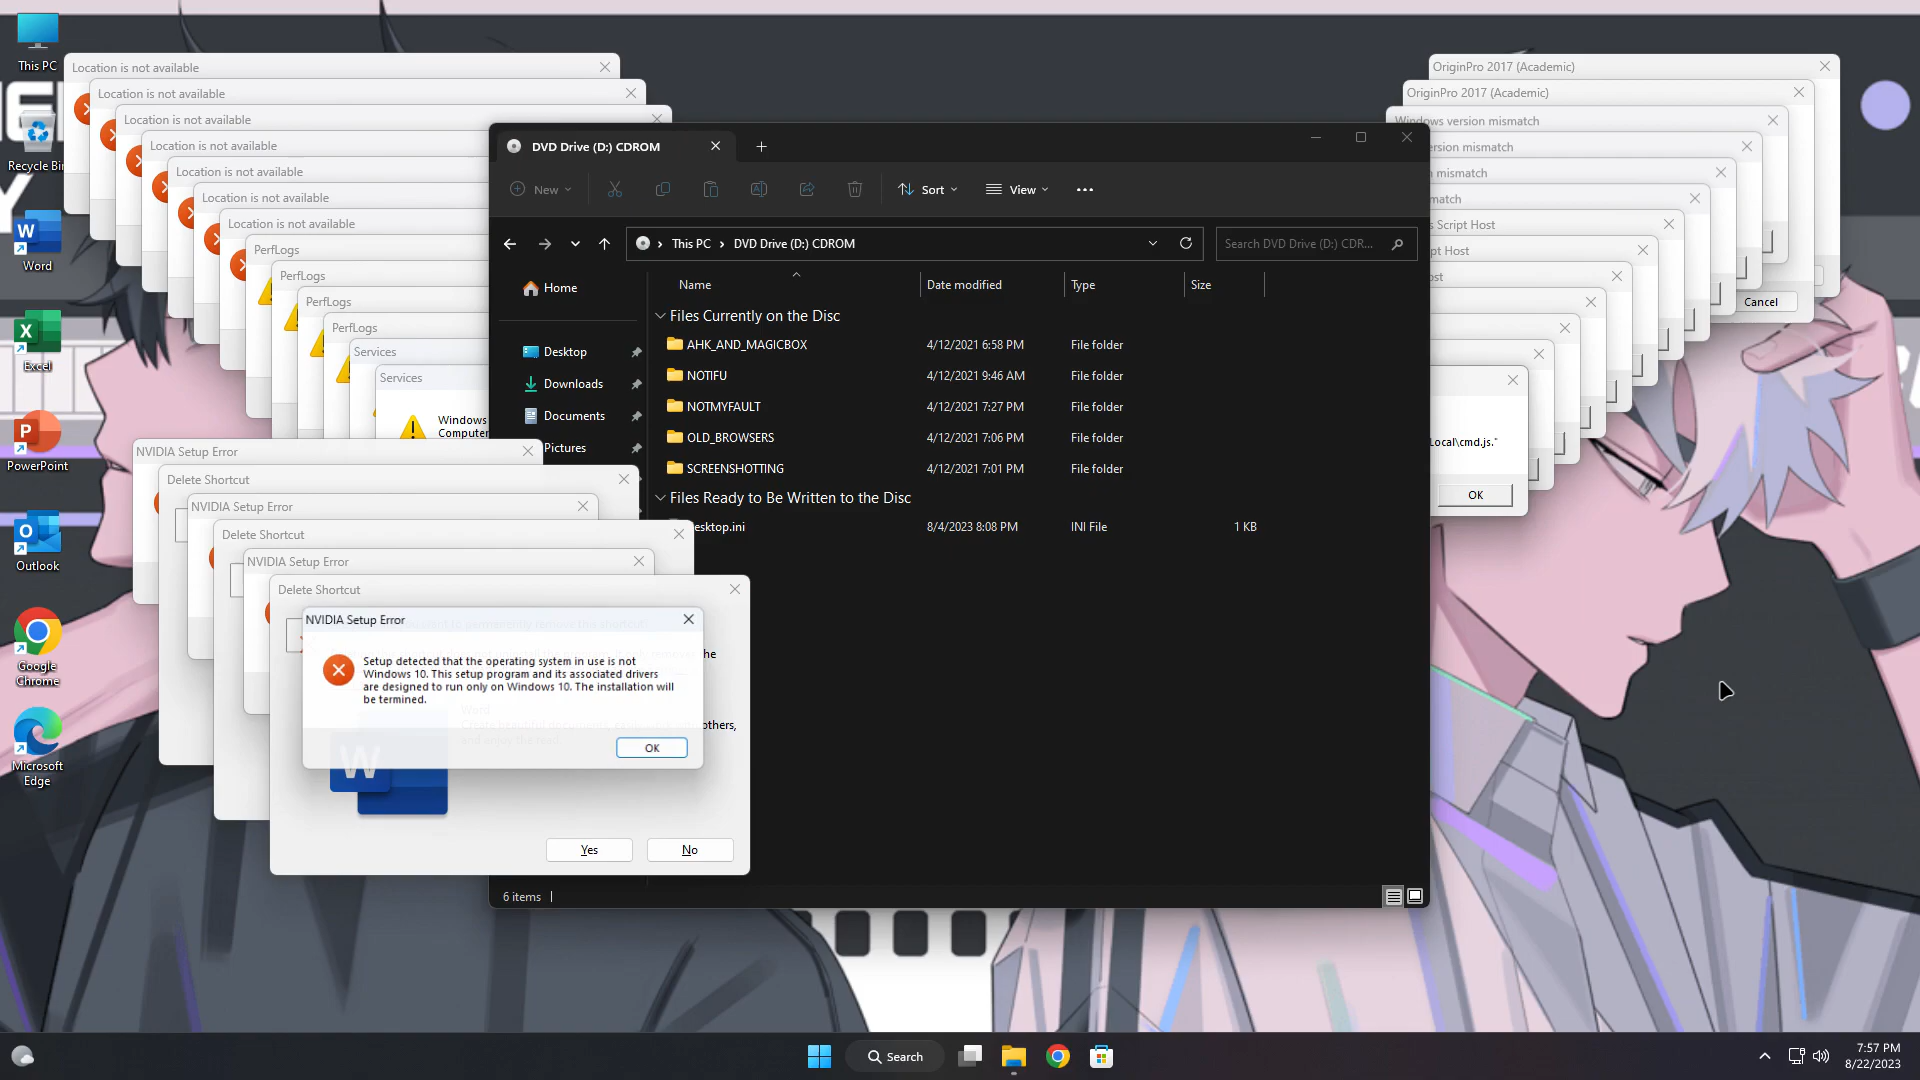 This PC
Recycle Bin
Word
Excel
PowerPoint
Outlook
Google
Chrome
Microsoft
Edge
Location is not available
Location is not available
Location is not available
Location is not available
Location is not available
Location is not available
Location is not available
PerfLogs
PerfLogs
PerfLogs
PerfLogs
Services
Services
Windows
Computer
NVIDIA Setup Error
Delete Shortcut
NVIDIA Setup Error
Delete Shortcut
NVIDIA Setup Error
Delete Shortcut
NVIDIA Setup Error
Setup detected that the operating system in use is not
Windows 10. This setup program and its associated drivers
are designed to run only on Windows 10. The installation will
be termined.
OK
the
Word
others,
Yes
No
DVD Drive (D:) CDROM
New
Sort
View
This PC
DVD Drive (D:) CDROM
Search DVD Drive (D:) CDR...
Home
Desktop
Downloads
Documents
Pictures
Name Date modified Type Size
Files Currently on the Disc
AHK_AND_MAGICBOX 4/12/2021 6:58 PM File folder
NOTIFU 4/12/2021 9:46 AM File folder
NOTMYFAULT 4/12/2021 7:27 PM File folder
OLD_BROWSERS 4/12/2021 7:06 PM File folder
SCREENSHOTTING 4/12/2021 7:01 PM File folder
Files Ready to Be Written to the Disc
esktop.ini 8/4/2023 8:08 PM INI File 1 KB
6 items
OriginPro 2017 (Academic)
OriginPro 2017 (Academic)
Windows version mismatch
ersion mismatch
mismatch
match
s Script Host
ipt Host
ost
Cancel
Local\cmd.js."
OK
Search
7:57 PM
8/22/2023